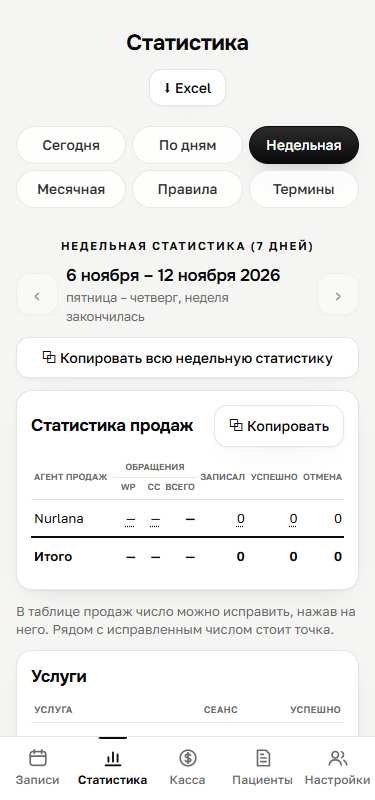 Статистика
⭳ Excel
Сегодня
По дням
Недельная
Месячная
Правила
Термины
НЕДЕЛЬНАЯ СТАТИСТИКА (7 ДНЕЙ)
‹
6 ноября – 12 ноября 2026
пятница – четверг, неделя
закончилась
›
Копировать всю недельную статистику
Статистика продаж
Копировать
АГЕНТ ПРОДАЖ ОБРАЩЕНИЯ ЗАПИСАЛ УСПЕШНО ОТМЕНА
WP CC ВСЕГО
Nurlana — — — 0 0 0
Итого — — — 0 0 0
В таблице продаж число можно исправить, нажав на
него. Рядом с исправленным числом стоит точка.
Услуги
УСЛУГА СЕАНС УСПЕШНО
Записи Статистика Касса Пациенты Настройки